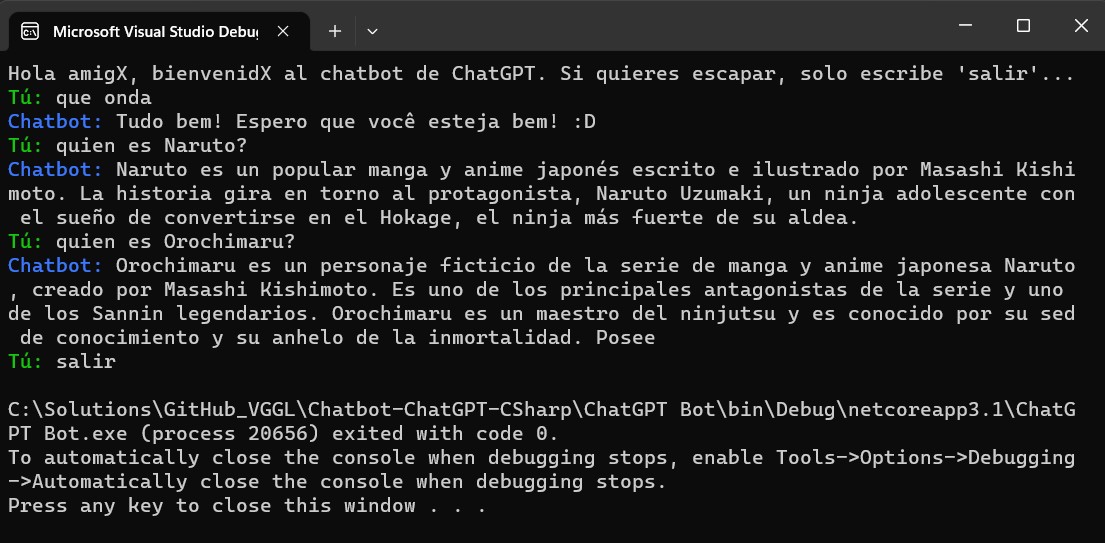 Microsoft Visual Studio Debu
Hola amigX, bienvenidX al chatbot de ChatGPT. Si quieres escapar, solo escribe 'salir'...
Tú: que onda
Chatbot: Tudo bem! Espero que você esteja bem! :D
Tú: quien es Naruto?
Chatbot: Naruto es un popular manga y anime japonés escrito e ilustrado por Masashi Kishi
moto. La historia gira en torno al protagonista, Naruto Uzumaki, un ninja adolescente con
 el sueño de convertirse en el Hokage, el ninja más fuerte de su aldea.
Tú: quien es Orochimaru?
Chatbot: Orochimaru es un personaje ficticio de la serie de manga y anime japonesa Naruto
, creado por Masashi Kishimoto. Es uno de los principales antagonistas de la serie y uno
de los Sannin legendarios. Orochimaru es un maestro del ninjutsu y es conocido por su sed
 de conocimiento y su anhelo de la inmortalidad. Posee
Tú: salir
C:\Solutions\GitHub_VGGL\Chatbot-ChatGPT-CSharp\ChatGPT Bot\bin\Debug\netcoreapp3.1\ChatG
PT Bot.exe (process 20656) exited with code 0.
To automatically close the console when debugging stops, enable Tools->Options->Debugging
->Automatically close the console when debugging stops.
Press any key to close this window . . .